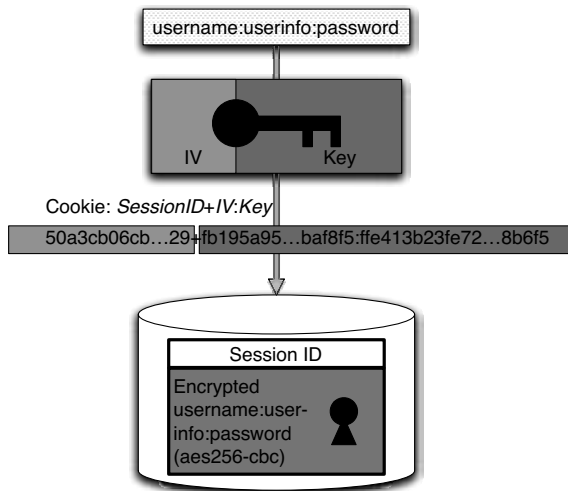 username:userinfo:password
IV Key
Cookie: SessionID+IV:Key
50a3cb06cb…29+fb195a95…baf8f5:ffe413b23fe72…8b6f5
Session ID
Encrypted
username:user-
info:password
(aes256-cbc)